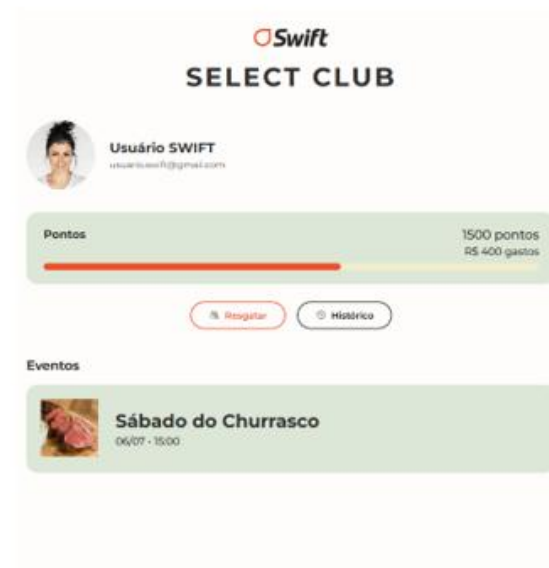 Swift
SELECT CLUB
Usuário SWIFT
usuarioswift@gmail.com
Pontos
1500 pontos
R$ 400 gastos
Resgatar
Histórico
Eventos
Sábado do Churrasco
06/07 - 15:00